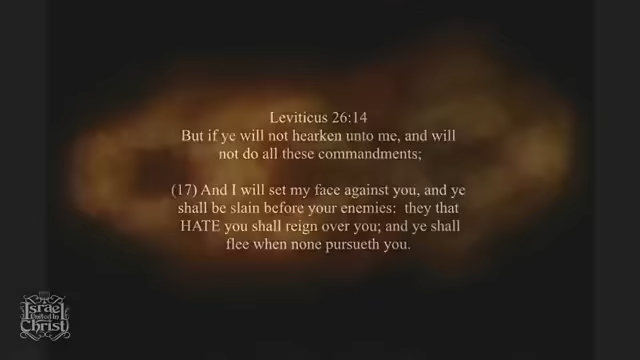 Leviticus 26:14
But if ye will not hearken unto me, and will
not do all these commandments;
(17) And I will set my face against you, and ye
shall be slain before your enemies: they that
HATE you shall reign over you; and ye shall
flee when none pursueth you.
Israel
United In
Christ